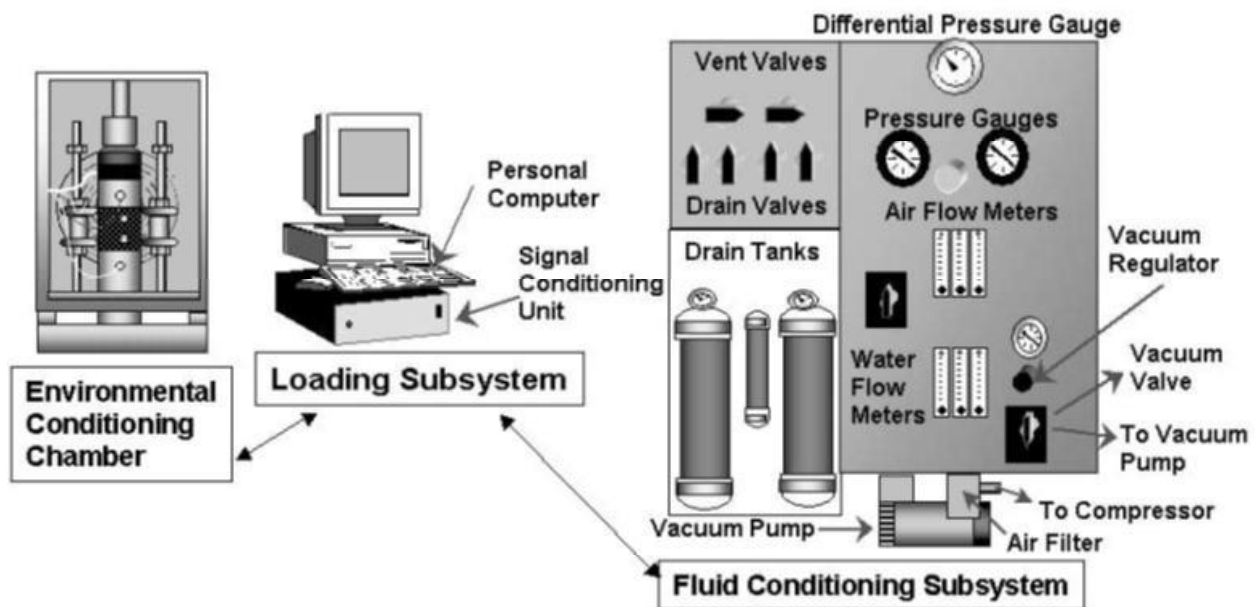 Differential Pressure Gauge
Vent Valves
Pressure Gauges
Drain Valves
Air Flow Meters
Personal
Computer
Signal
Conditioning
Unit
Drain Tanks
Vacuum
Regulator
Water
Flow
Meters
Vacuum
Valve
To Vacuum
Pump
Environmental
Conditioning
Chamber
Loading Subsystem
Vacuum Pump
To Compressor
Air Filter
Fluid Conditioning Subsystem